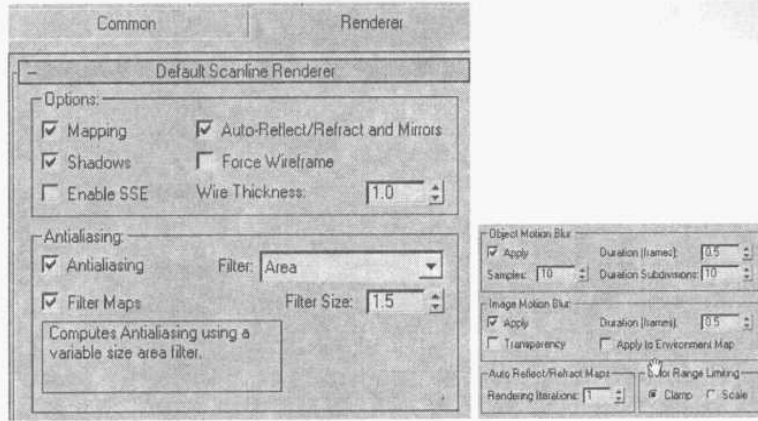 Common Renderer
Default Scanline Renderer
Options:
Mapping Auto-Reflect/Refract and Mirrors
Shadows Force Wireframe
Enable SSE Wire Thickness: 1.0
Antialiasing:
Antialiasing Filter: Area
Filter Maps Filter Size: 1.5
Computes Antialiasing using a
variable size area filter.
Object Motion Blur:
Apply Duration (frames): 0.5
Samples: 10 Duration Subdivisions: 10
Image Motion Blur:
Apply Duration (frames): 0.5
Transparency Apply to Environment Map
Auto Reflect/Refract Maps Color Range Limiting
Rendering Iterations: 1 Clamp Scale